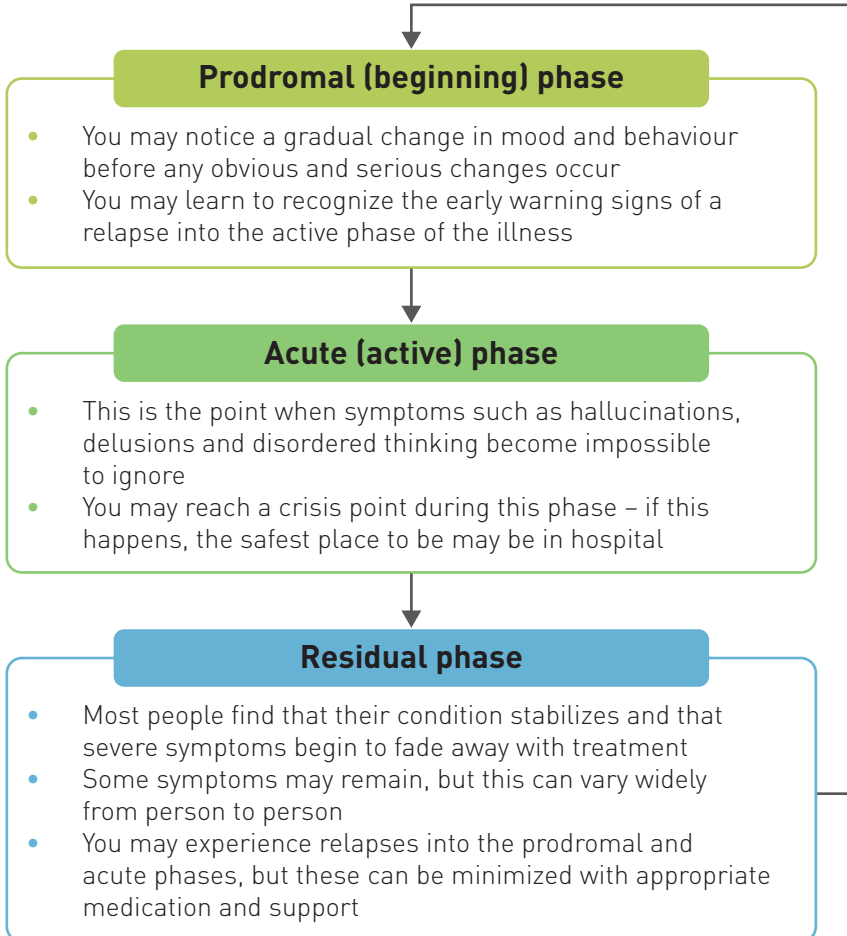 Prodromal (beginning) phase
• You may notice a gradual change in mood and behaviour
before any obvious and serious changes occur
• You may learn to recognize the early warning signs of a
relapse into the active phase of the illness
Acute (active) phase
• This is the point when symptoms such as hallucinations,
delusions and disordered thinking become impossible
to ignore
• You may reach a crisis point during this phase – if this
happens, the safest place to be may be in hospital
Residual phase
• Most people find that their condition stabilizes and that
severe symptoms begin to fade away with treatment
• Some symptoms may remain, but this can vary widely
from person to person
• You may experience relapses into the prodromal and
acute phases, but these can be minimized with appropriate
medication and support